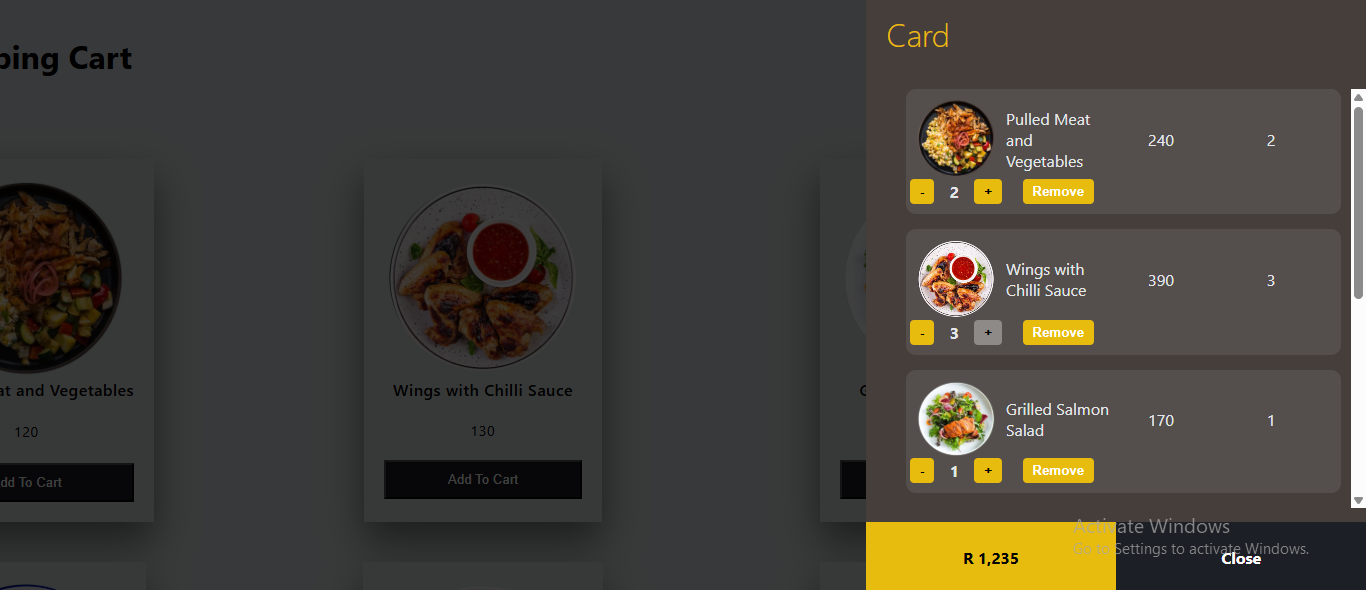 ping Cart
Card
Pulled Meat
and
Vegetables
240
2
- 2 + Remove
Wings with
Chilli Sauce
390
3
- 3 + Remove
Grilled Salmon
Salad
170
1
- 1 + Remove
at and Vegetables
120
dd To Cart
Wings with Chilli Sauce
130
Add To Cart
G
R 1,235
Close
Activate Windows
Go to Settings to activate Windows.